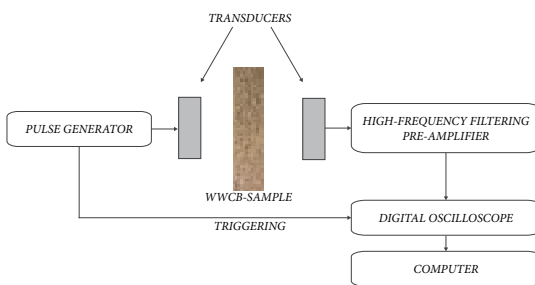 TRANSDUCERS
PULSE GENERATOR
HIGH-FREQUENCY FILTERING
PRE-AMPLIFIER
WWCB-SAMPLE
TRIGGERING
DIGITAL OSCILLOSCOPE
COMPUTER